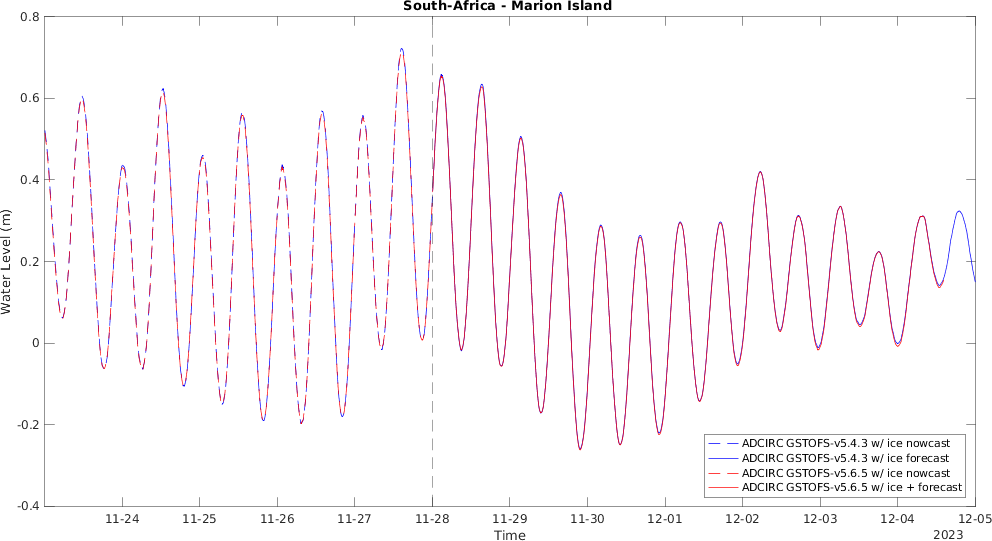 South-Africa - Marion Island
Water Level (m)
0.8
0.6
0.4
0.2
0
-0.2
-0.4
ADCIRC GSTOFS-v5.4.3 w/ ice nowcast
ADCIRC GSTOFS-v5.4.3 w/ ice forecast
ADCIRC GSTOFS-v5.6.5 w/ ice nowcast
ADCIRC GSTOFS-v5.6.5 w/ ice + forecast
11-24 11-25 11-26 11-27 11-28 11-29 11-30 12-01 12-02 12-03 12-04 12-05
Time
2023